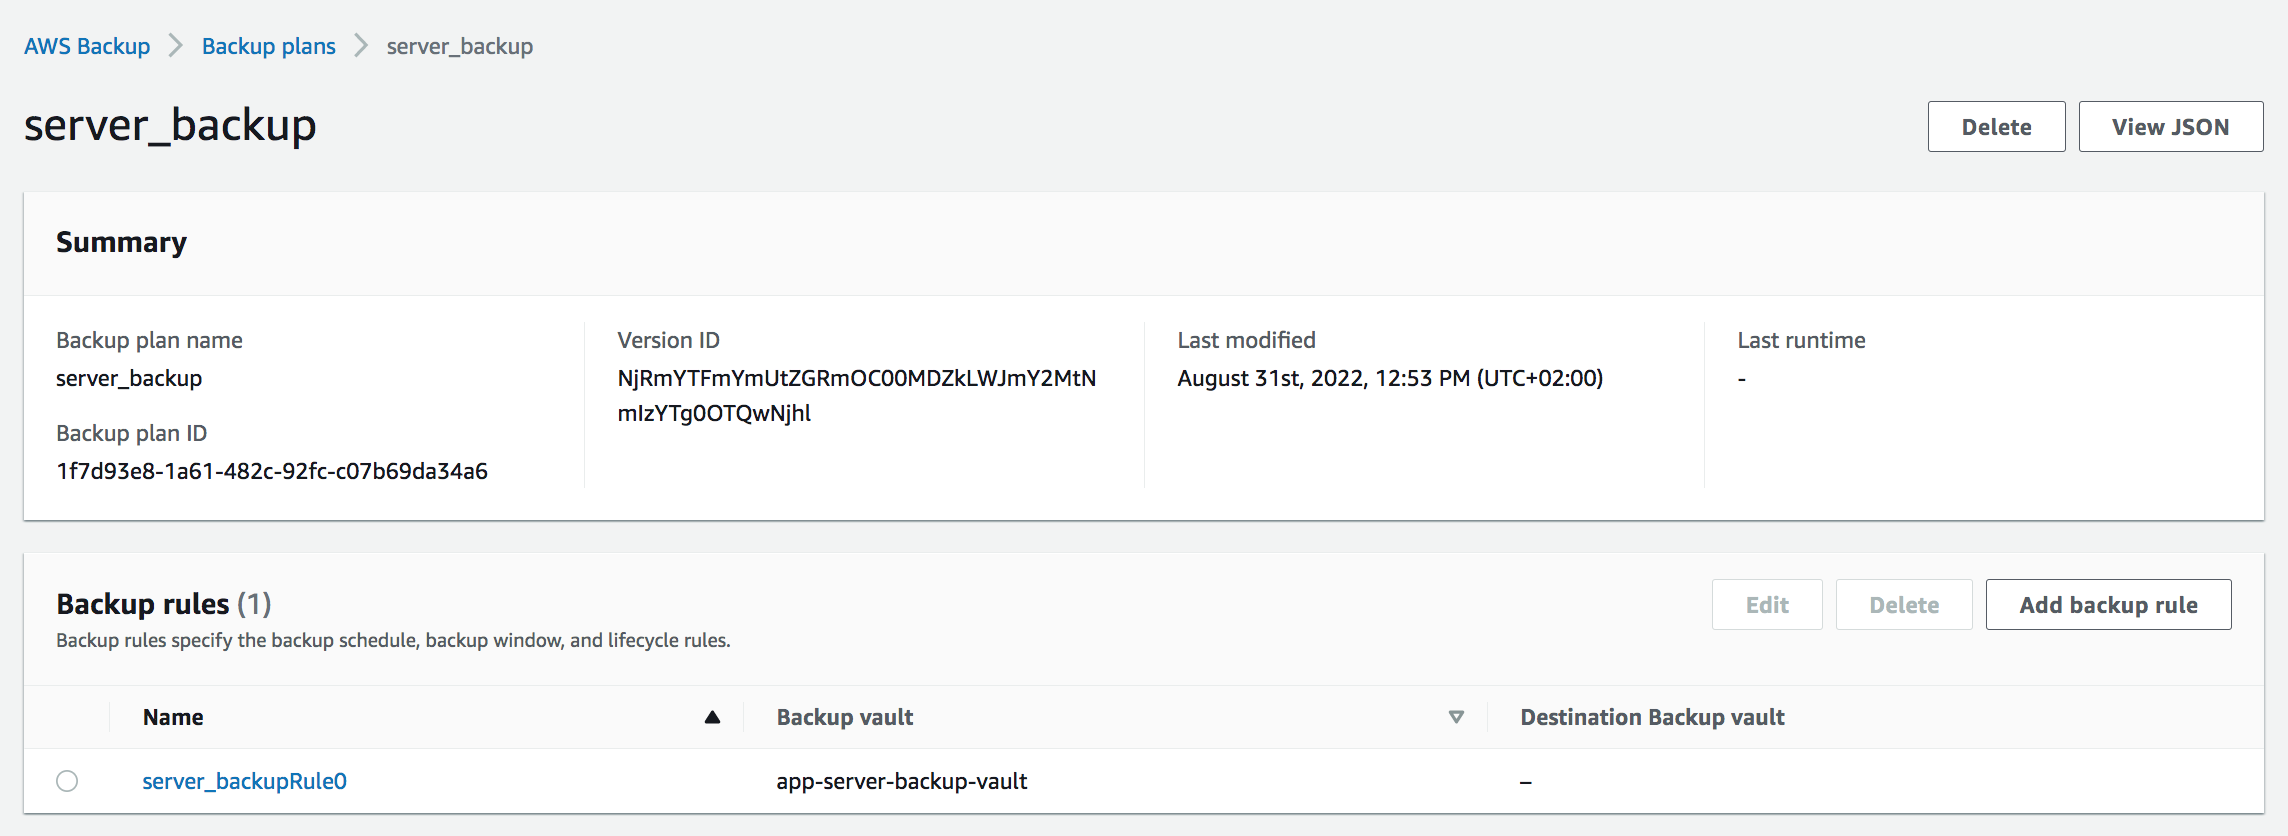 AWS Backup > Backup plans > server_backup
server_backup
Delete
View JSON
Summary
Backup plan name
server_backup
Backup plan ID
1f7d93e8-1a61-482c-92fc-c07b69da34a6
Version ID
NjRmYTFmYmUtZGRmOC00MDZkLWJmY2MtN
mIzYTg0OTQwNjhl
Last modified
August 31st, 2022, 12:53 PM (UTC+02:00)
Last runtime
-
Backup rules (1)
Backup rules specify the backup schedule, backup window, and lifecycle rules.
Edit
Delete
Add backup rule
Name
Backup vault
Destination Backup vault
server_backupRule0
app-server-backup-vault
–